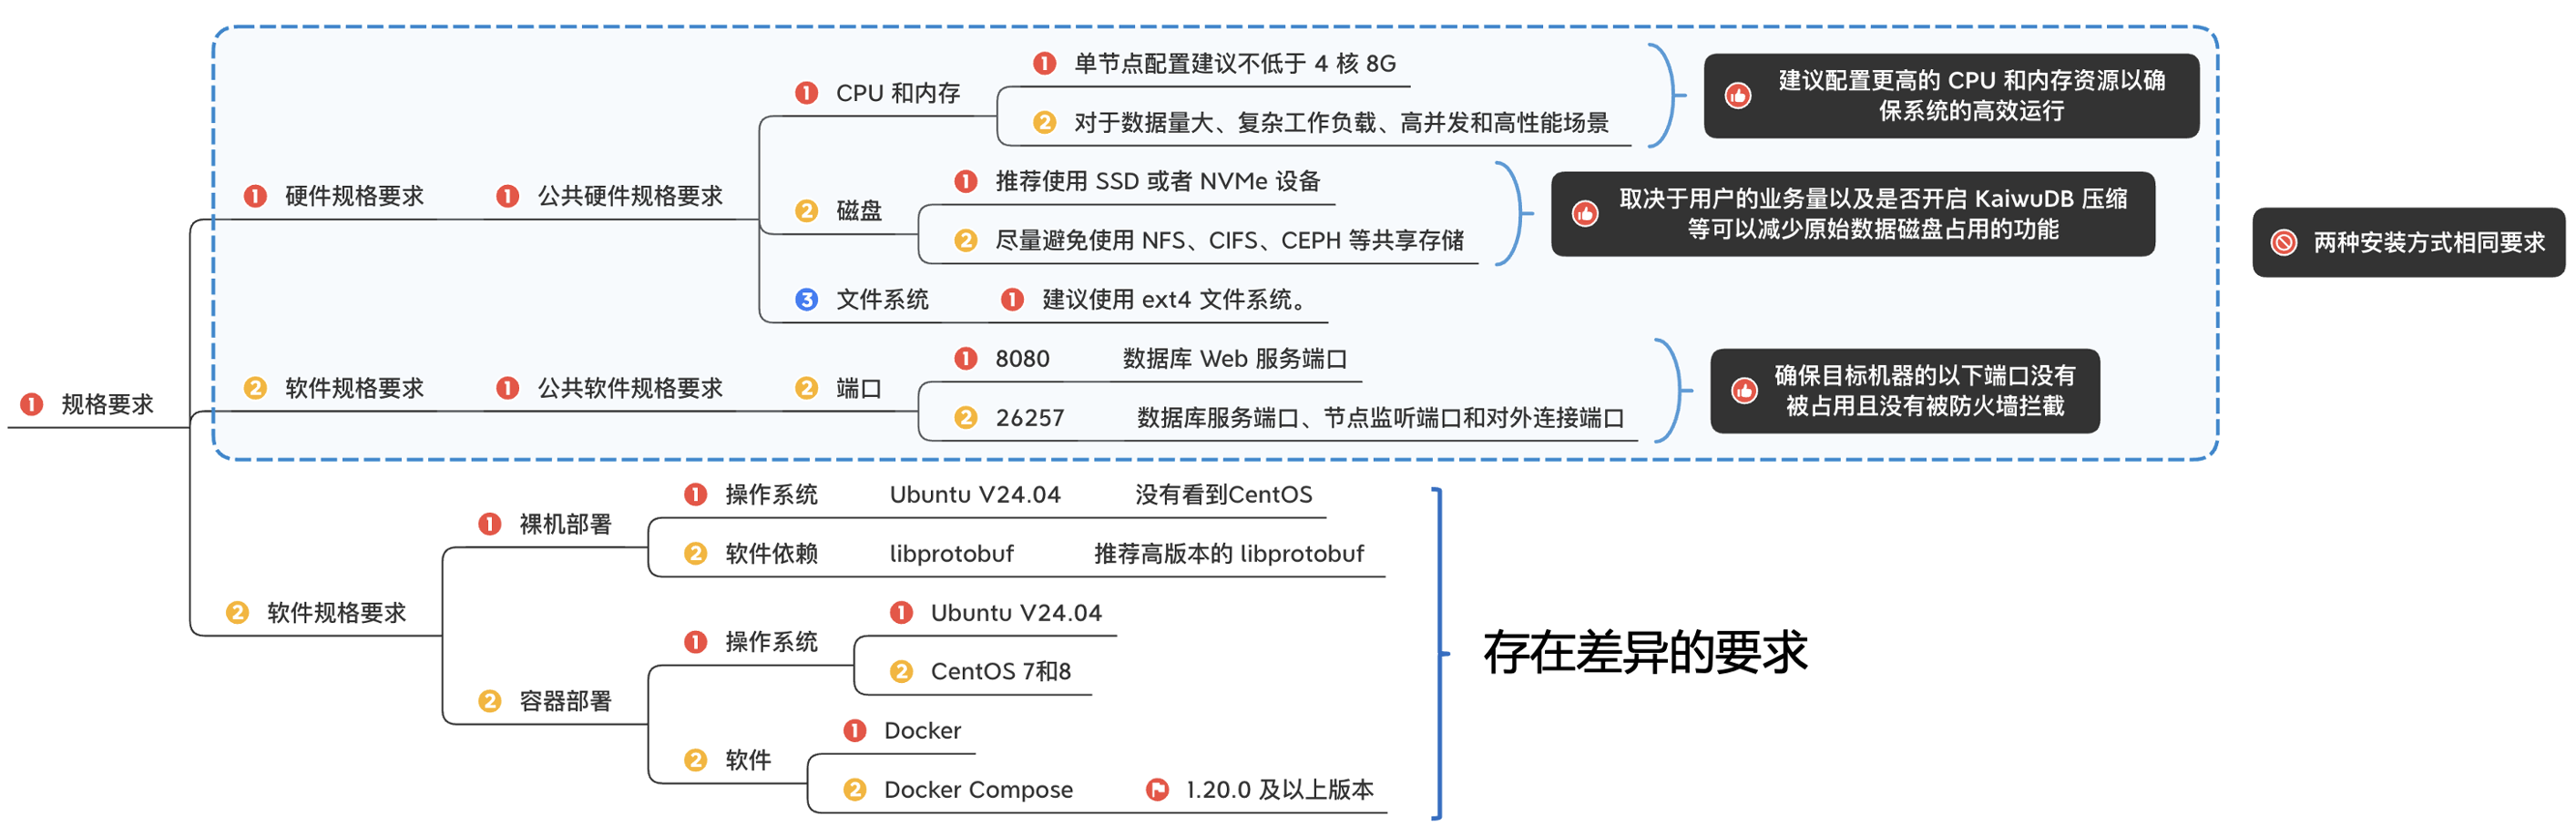 1 规格要求
1 硬件规格要求
1 公共硬件规格要求
1 CPU 和内存
1 单节点配置建议不低于 4 核 8G
2 对于数据量大、复杂工作负载、高并发和高性能场景
建议配置更高的 CPU 和内存资源以确
保系统的高效运行
2 磁盘
1 推荐使用 SSD 或者 NVMe 设备
2 尽量避免使用 NFS、CIFS、CEPH 等共享存储
取决于用户的业务量以及是否开启 KaiwuDB 压缩
等可以减少原始数据磁盘占用的功能
3 文件系统
1 建议使用 ext4 文件系统。
2 软件规格要求
1 公共软件规格要求
2 端口
1 8080 数据库 Web 服务端口
2 26257 数据库服务端口、节点监听端口和对外连接端口
确保目标机器的以下端口没有
被占用且没有被防火墙拦截
两种安装方式相同要求
2 软件规格要求
1 裸机部署
1 操作系统 Ubuntu V24.04 没有看到CentOS
2 软件依赖 libprotobuf 推荐高版本的 libprotobuf
2 容器部署
1 操作系统
1 Ubuntu V24.04
2 CentOS 7和8
2 软件
1 Docker
2 Docker Compose 1.20.0 及以上版本
存在差异的要求